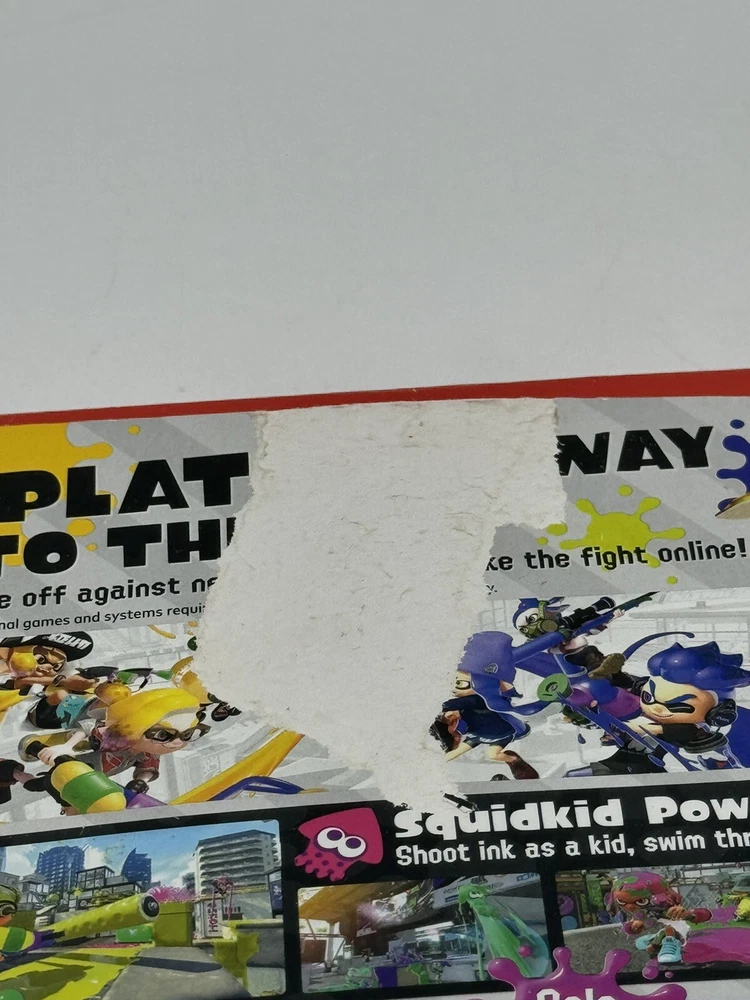 PLAT WAY
TO TH
e off against ne ke the fight online!
nal games and systems requi y.
Squidkid Pow
Shoot ink as a kid, swim thr